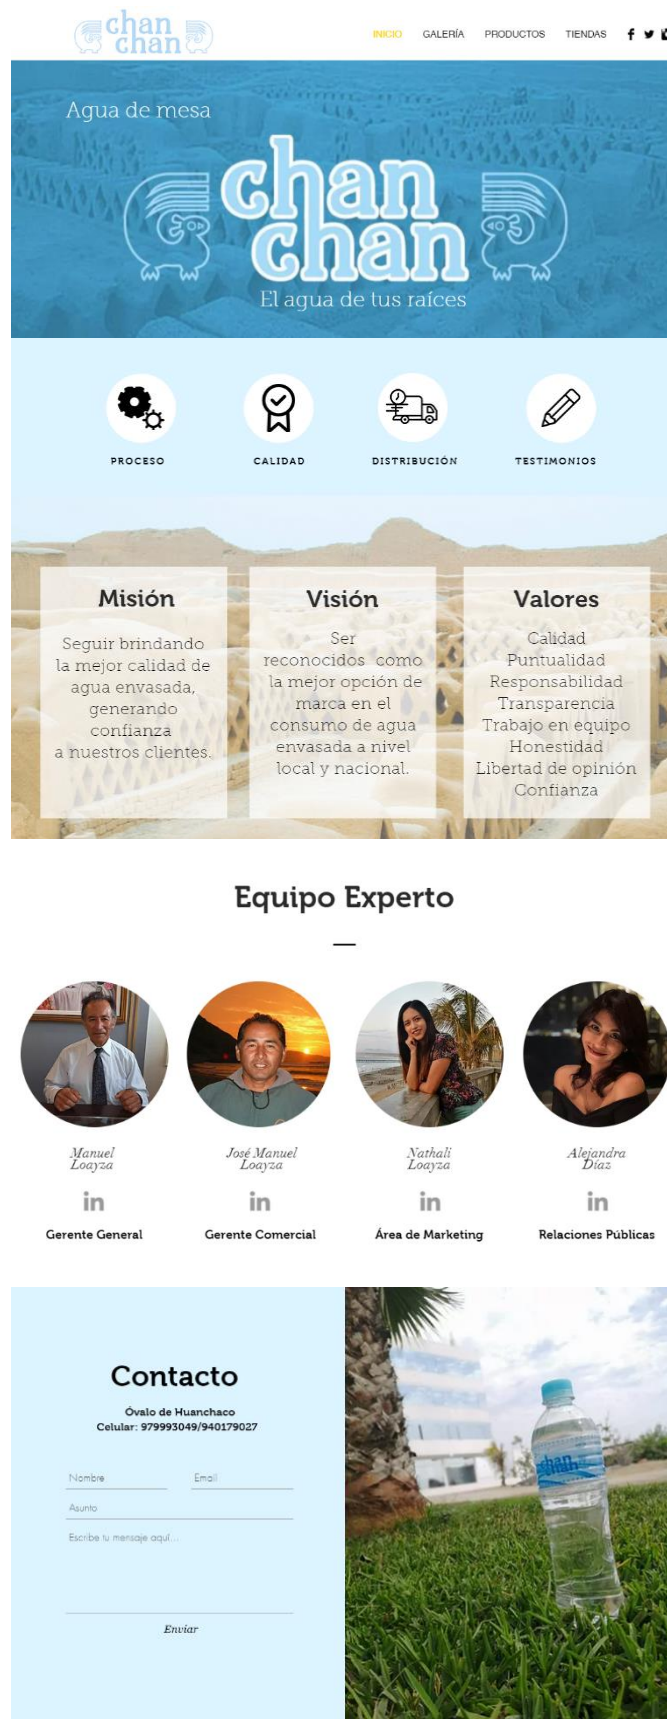 chan
chan
INICIO GALERÍA PRODUCTOS TIENDAS
Agua de mesa
chan
chan
El agua de tus raíces
PROCESO CALIDAD DISTRIBUCIÓN TESTIMONIOS
Misión
Seguir brindando
la mejor calidad de
agua envasada,
generando
confianza
a nuestros clientes.
Visión
Ser
reconocidos como
la mejor opción de
marca en el
consumo de agua
envasada a nivel
local y nacional.
Valores
Calidad
Puntualidad
Responsabilidad
Transparencia
Trabajo en equipo
Honestidad
Libertad de opinión
Confianza
Equipo Experto
Manuel
Loayza
in
Gerente General
José Manuel
Loayza
in
Gerente Comercial
Nathali
Loayza
in
Área de Marketing
Alejandra
Díaz
in
Relaciones Públicas
Contacto
Óvalo de Huanchaco
Celular: 979993049/940179027
Nombre Email
Asunto
Escribe tu mensaje aquí...
Enviar
chan